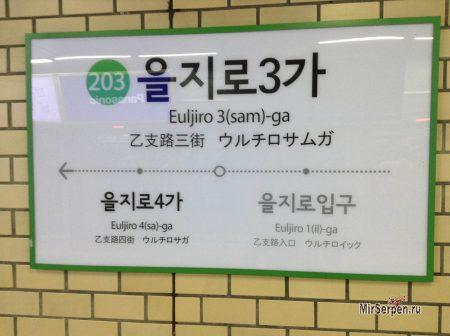 203 을지로3가
Euljiro 3(sam)-ga
乙支路三街 ウルチロサムガ
을지로4가
Euljiro 4(sa)-ga
乙支路四街 ウルチロサガ
을지로입구
Euljiro 1(il)-ga
乙支路入口 ウルチロイック
Panasonic
MirSerpen.ru